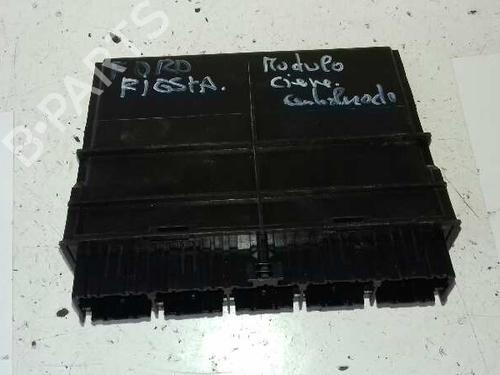 FORD
FIESTA.
Modulo
cierre
centralizado
B-PARTS